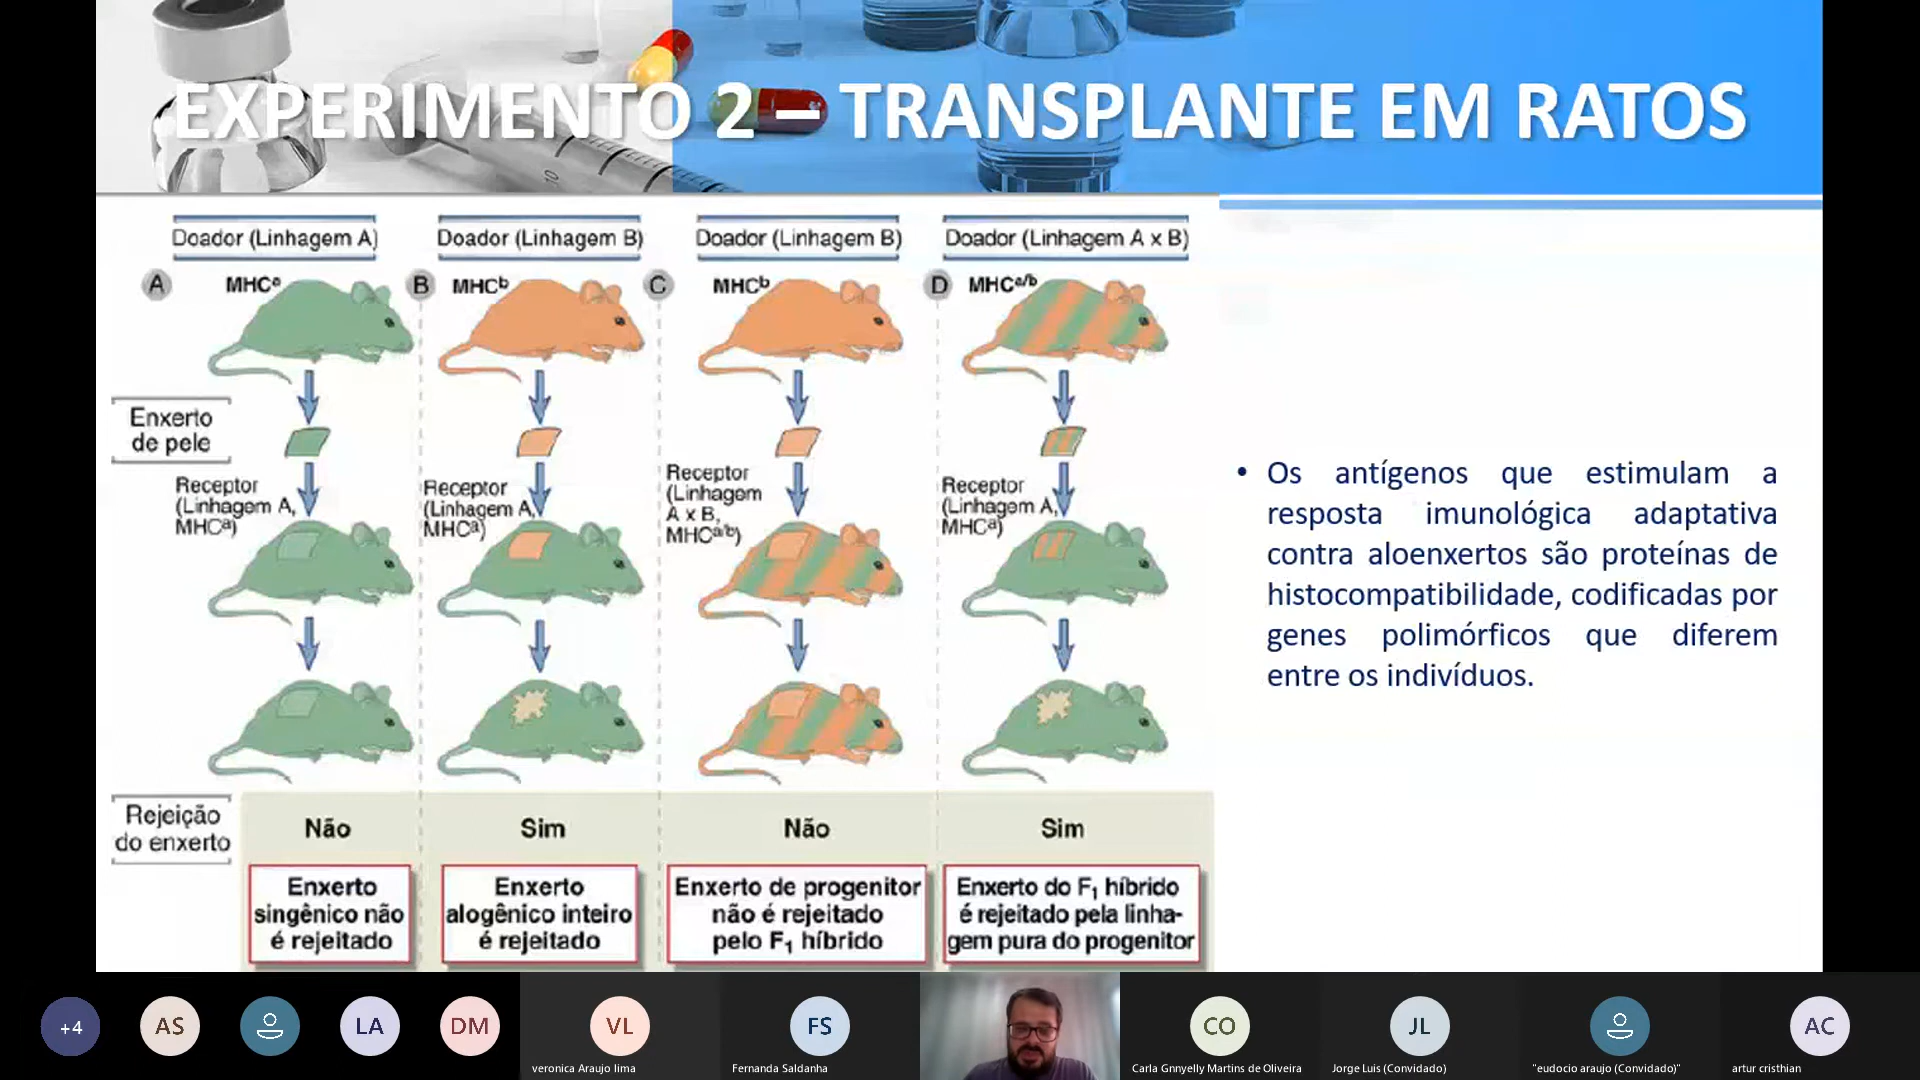 EXPERIMENTO 2 – TRANSPLANTE EM RATOS
Doador (Linhagem A)
Doador (Linhagem B)
Doador (Linhagem B)
Doador (Linhagem A x B)
A
MHCᵃ
B
MHCᵇ
C
MHCᵇ
D
MHCᵃ/ᵇ
Enxerto
de pele
Receptor
(Linhagem A,
MHCᵃ)
Receptor
(Linhagem A,
MHCᵃ)
Receptor
(Linhagem
A x B,
MHCᵃ/ᵇ)
Receptor
(Linhagem A,
MHCᵃ)
Rejeição
do enxerto
Não
Sim
Não
Sim
Enxerto
singênico não
é rejeitado
Enxerto
alogênico inteiro
é rejeitado
Enxerto de progenitor
não é rejeitado
pelo F₁ híbrido
Enxerto do F₁ híbrido
é rejeitado pela linha-
gem pura do progenitor
• Os antígenos que estimulam a
resposta imunológica adaptativa
contra aloenxertos são proteínas de
histocompatibilidade, codificadas por
genes polimórficos que diferem
entre os indivíduos.
+4
AS
LA
DM
VL
FS
CO
JL
AC
veronica Araujo lima
Fernanda Saldanha
Carla Gnnyelly Martins de Oliveira
Jorge Luis (Convidado)
"eudocio araujo (Convidado)"
artur cristhian